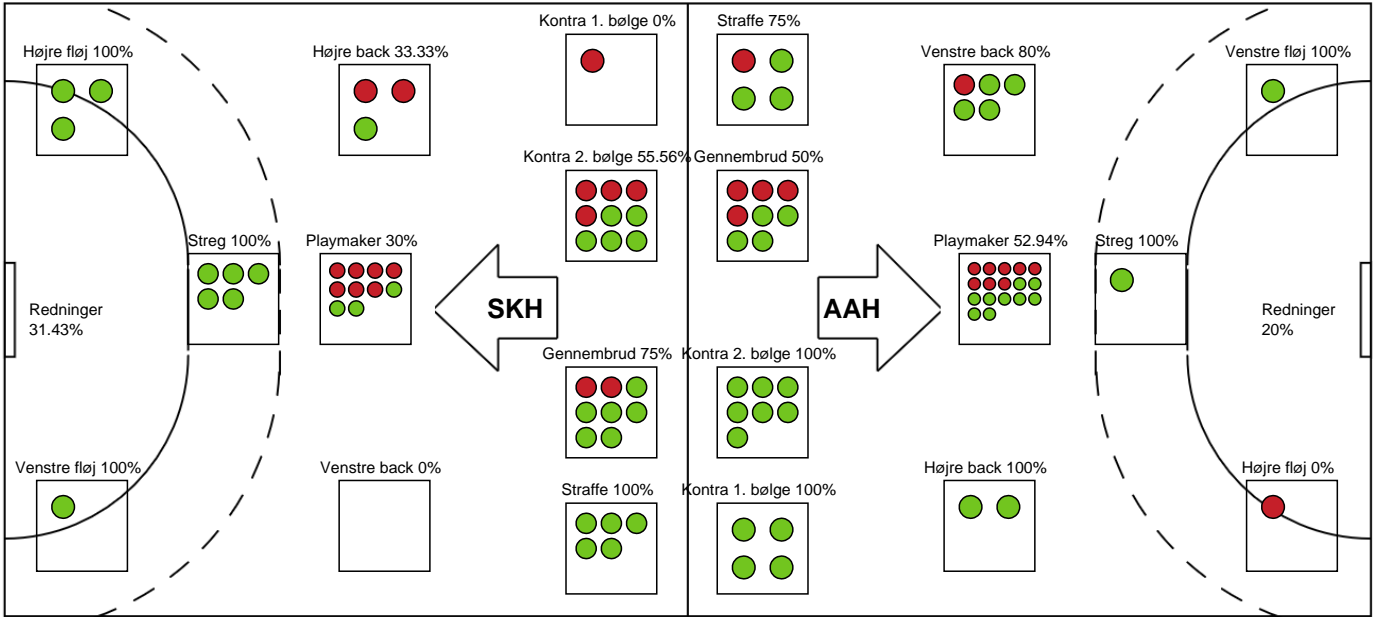 Kontra 1. bølge 0%
Straffe 75%
Højre fløj 100%
Højre back 33.33%
Venstre back 80%
Venstre fløj 100%
Kontra 2. bølge 55.56%
Gennembrud 50%
Streg 100%
Playmaker 30%
Playmaker 52.94%
Streg 100%
Redninger
31.43%
SKH
AAH
Redninger
20%
Gennembrud 75%
Kontra 2. bølge 100%
Venstre fløj 100%
Venstre back 0%
Højre back 100%
Højre fløj 0%
Straffe 100%
Kontra 1. bølge 100%